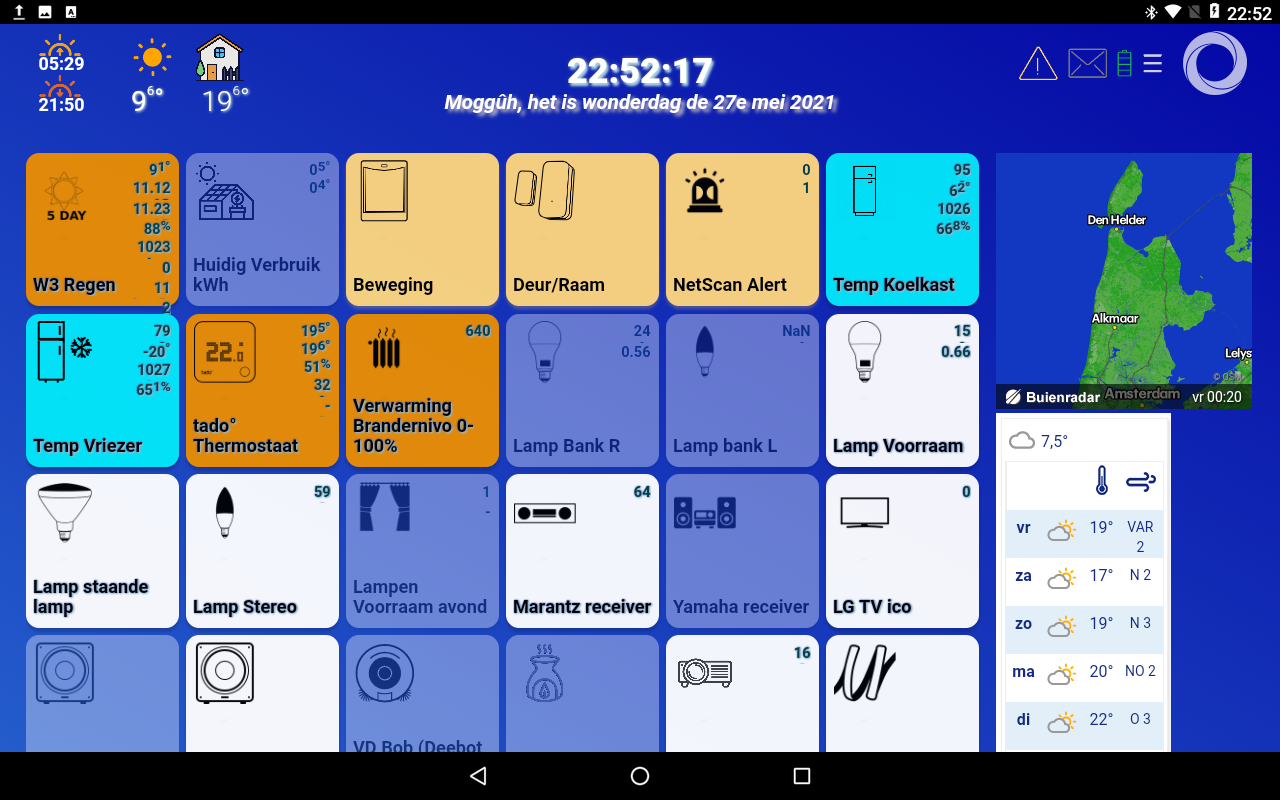 22:52
05:29
21:50
9⁶°
19⁶°
22:52:17
Moggûh, het is wonderdag de 27e mei 2021
5 DAY
9¹°
11.12
11.23
88%
1023
-
0
11
2
W3 Regen
0⁵°
0⁴°
Huidig Verbruik
kWh
Beweging
Deur/Raam
0
1
NetScan Alert
95
6²°
1026
66⁸%
Temp Koelkast
79
-20°
1027
65¹%
Temp Vriezer
22.0
tado°
19⁵°
19⁶°
51%
32
-
tado°
Thermostaat
640
Verwarming
Brandernivo 0-
100%
24
0.56
Lamp Bank R
NaN
-
Lamp bank L
15
0.66
Lamp Voorraam
Lamp staande
lamp
59
-
Lamp Stereo
1
-
Lampen
Voorraam avond
64
Marantz receiver
Yamaha receiver
0
LG TV ico
VD Bob (Deebot
16
-
Den Helder
Alkmaar
Lelys
Amsterdam
Buienradar
vr 00:20
7,5°
vr 19° VAR
2
za 17° N 2
zo 19° N 3
ma 20° NO 2
di 22° O 3